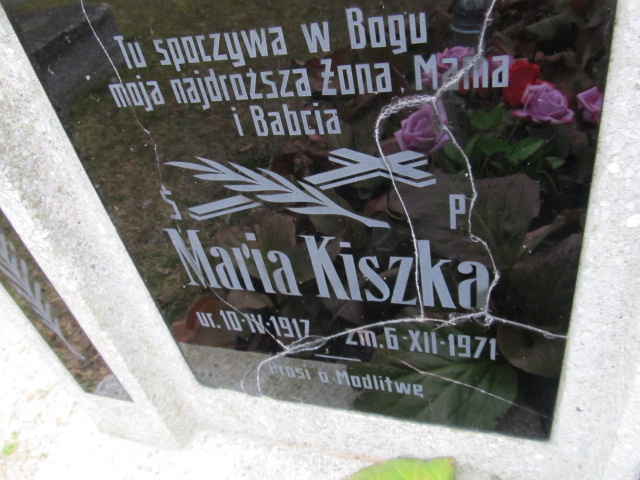 Tu spoczywa w Bogu
moja najdroższa Żona, Mama
i Babcia
Ś P
Maria Kiszka
ur. 10·IV·1917 zm. 6·XII·1971
Prosi o Modlitwę